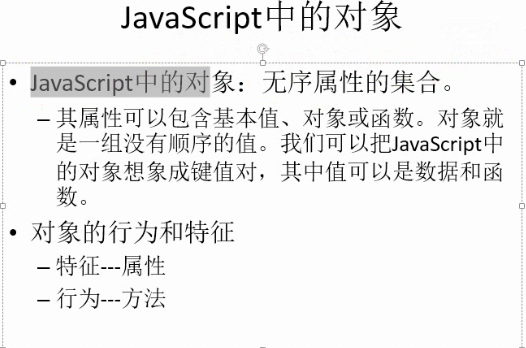 JavaScript中的对象
• JavaScript中的对象：无序属性的集合。
– 其属性可以包含基本值、对象或函数。对象就
是一组没有顺序的值。我们可以把JavaScript中
的对象想象成键值对，其中值可以是数据和函
数。
• 对象的行为和特征
– 特征---属性
– 行为---方法